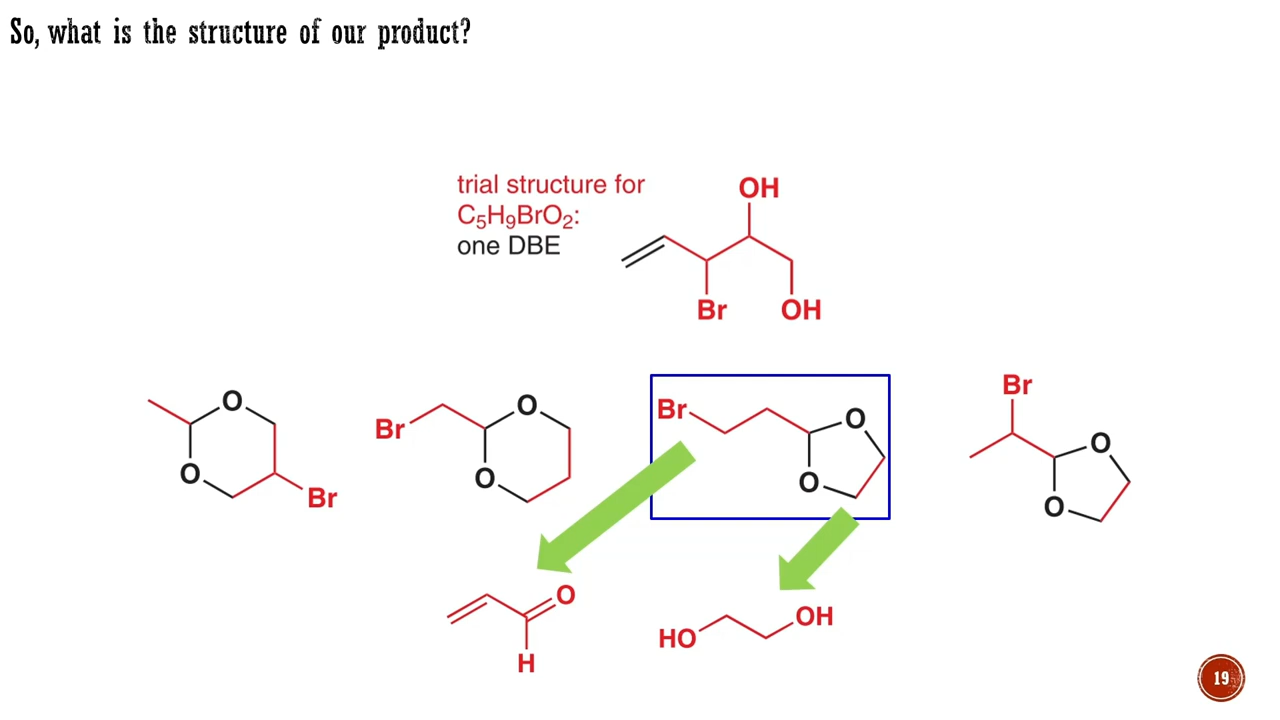 So, what is the structure of our product?
trial structure for
C₅H₉BrO₂:
one DBE
OH
Br
OH
O
O
Br
Br
O
O
Br
O
O
Br
O
O
O
H
HO
OH
19